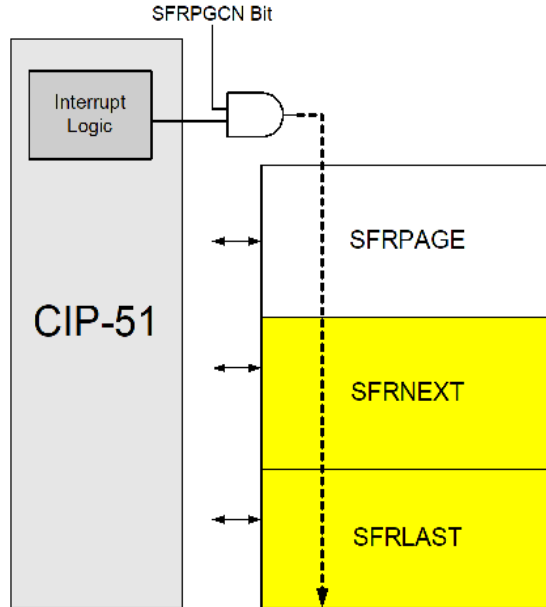 SFRPGCN Bit
Interrupt
Logic
SFRPAGE
CIP-51
SFRNEXT
SFRLAST